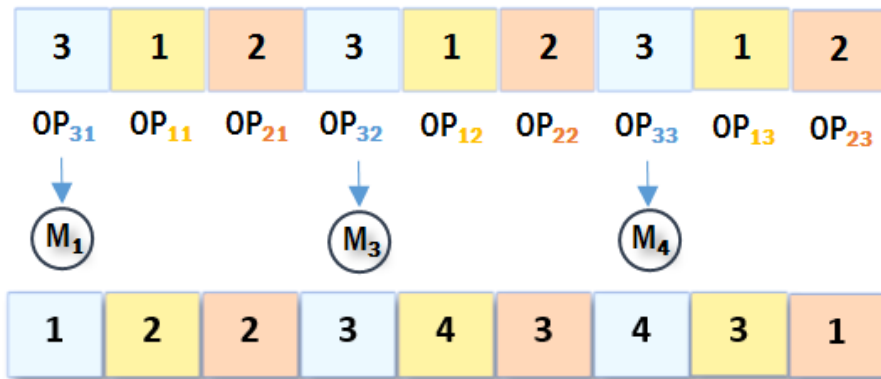 3 1 2 3 1 2 3 1 2
OP₃₁ OP₁₁ OP₂₁ OP₃₂ OP₁₂ OP₂₂ OP₃₃ OP₁₃ OP₂₃
M₁ M₃ M₄
1 2 2 3 4 3 4 3 1